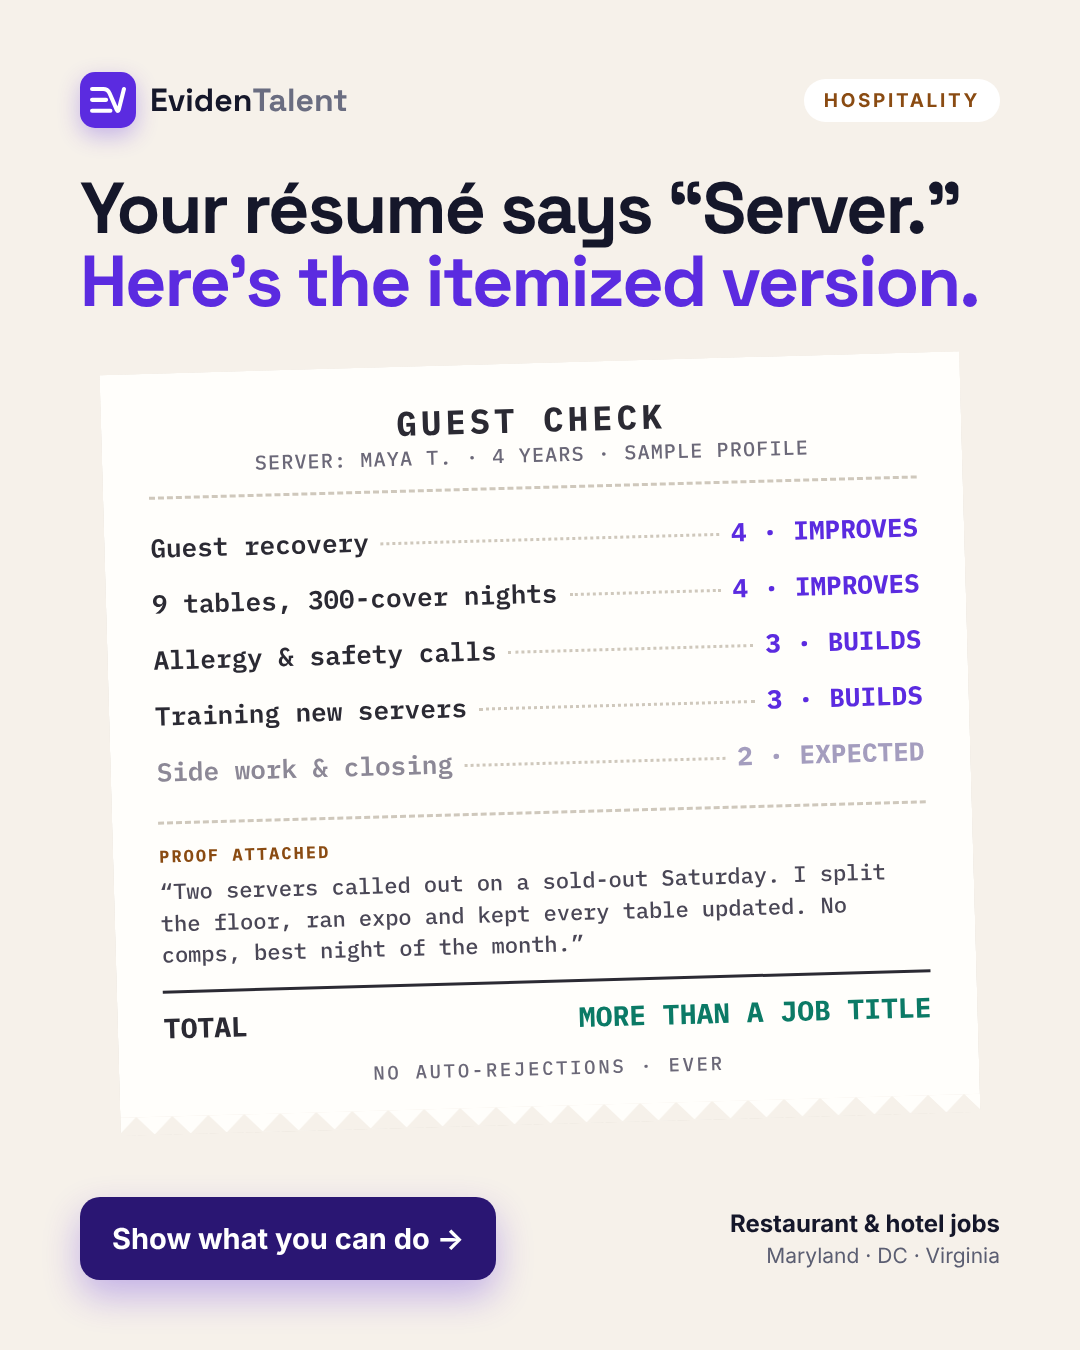 EvidenTalent
HOSPITALITY
Your résumé says “Server.”
Here’s the itemized version.
GUEST CHECK
SERVER: MAYA T. · 4 YEARS · SAMPLE PROFILE
Guest recovery 4 · IMPROVES
9 tables, 300-cover nights 4 · IMPROVES
Allergy & safety calls 3 · BUILDS
Training new servers 3 · BUILDS
Side work & closing 2 · EXPECTED
PROOF ATTACHED
“Two servers called out on a sold-out Saturday. I split
the floor, ran expo and kept every table updated. No
comps, best night of the month.”
TOTAL MORE THAN A JOB TITLE
NO AUTO-REJECTIONS · EVER
Show what you can do →
Restaurant & hotel jobs
Maryland · DC · Virginia